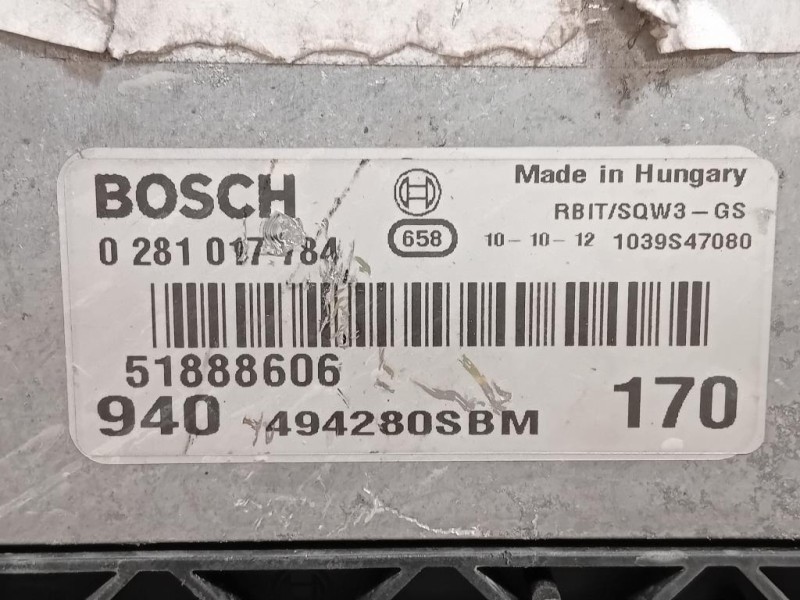 BOSCH
Made in Hungary
RBIT/SQW3-GS
0 281 017 784
658
10-10-12 1039S47080
51888606
940 494280SBM 170